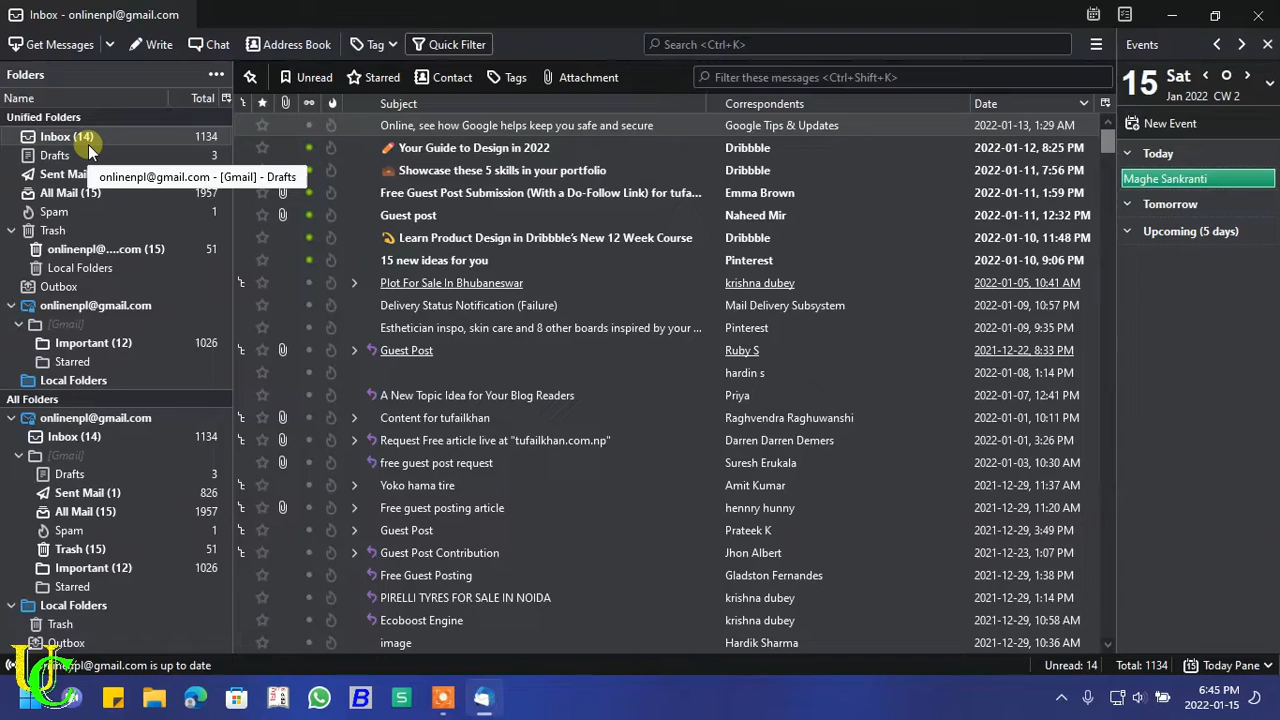 Inbox - onlinenpl@gmail.com
Get Messages Write Chat Address Book Tag Quick Filter Search <Ctrl+K>
Folders
Unread Starred Contact Tags Attachment Filter these messages <Ctrl+Shift+K>
Name Total
Unified Folders
Inbox (14) 1134
Drafts 3
onlinenpl@gmail.com - [Gmail] - Drafts
Sent Mail
All Mail (15) 1957
Spam 1
Trash
onlinenpl@....com (15) 51
Local Folders
Outbox
onlinenpl@gmail.com
[Gmail]
Important (12) 1026
Starred
Local Folders
All Folders
onlinenpl@gmail.com
Inbox (14) 1134
[Gmail]
Drafts 3
Sent Mail (1) 826
All Mail (15) 1957
Spam 1
Trash (15) 51
Important (12) 1026
Starred
Local Folders
Trash
Outbox
Subject Correspondents Date
Online, see how Google helps keep you safe and secure Google Tips & Updates 2022-01-13, 1:29 AM
Your Guide to Design in 2022 Dribbble 2022-01-12, 8:25 PM
Showcase these 5 skills in your portfolio Dribbble 2022-01-11, 7:56 PM
Free Guest Post Submission (With a Do-Follow Link) for tufa... Emma Brown 2022-01-11, 1:39 PM
Guest post Naheed Mir 2022-01-11, 12:32 PM
Learn Product Design in Dribbble's New 12 Week Course Dribbble 2022-01-10, 11:48 PM
15 new ideas for you Pinterest 2022-01-10, 9:06 PM
Plot For Sale In Bhubaneswar krishna dubey 2022-01-05, 10:41 AM
Delivery Status Notification (Failure) Mail Delivery Subsystem 2022-01-09, 10:57 PM
Esthetician inspo, skin care and 8 other boards inspired by your ... Pinterest 2022-01-09, 9:35 PM
Guest Post Ruby S 2021-12-22, 8:33 PM
hardin s 2022-01-08, 1:14 PM
A New Topic Idea for Your Blog Readers Priya 2022-01-07, 12:41 PM
Content for tufailkhan Raghvendra Raghuwanshi 2022-01-01, 10:11 PM
Request Free article live at "tufailkhan.com.np" Darren Darren Demers 2022-01-01, 3:26 PM
free guest post request Suresh Erukala 2022-01-03, 10:30 AM
Yoko hama tire Amit Kumar 2021-12-29, 11:37 AM
Free guest posting article hennry hunny 2021-12-29, 11:20 AM
Guest Post Prateek K 2021-12-29, 3:49 PM
Guest Post Contribution Jhon Albert 2021-12-23, 1:07 PM
Free Guest Posting Gladston Fernandes 2021-12-29, 1:38 PM
PIRELLI TYRES FOR SALE IN NOIDA krishna dubey 2021-12-29, 1:14 PM
Ecoboost Engine krishna dubey 2021-12-29, 10:58 AM
image Hardik Sharma 2021-12-29, 10:36 AM
Events
15 Sat
Jan 2022 CW 2
New Event
Today
Maghe Sankranti
Tomorrow
Upcoming (5 days)
nlinenpl@gmail.com is up to date Unread: 14 Total: 1134 Today Pane
UC
6:45 PM
2022-01-15